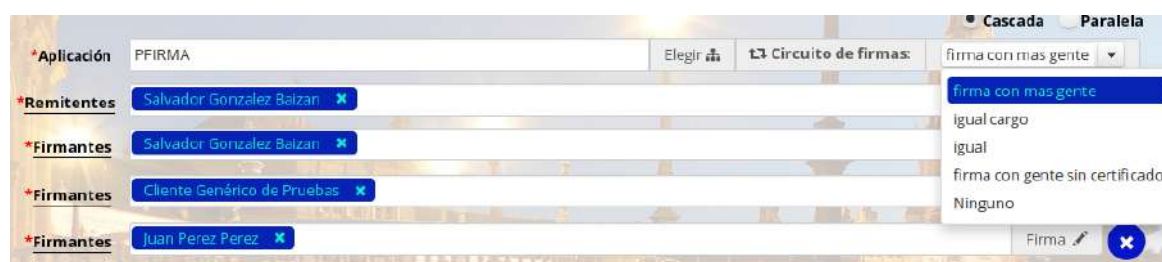 Cascada Paralela
*Aplicación PFIRMA Elegir Circuito de firmas: firma con mas gente
firma con mas gente
*Remitentes Salvador Gonzalez Baizan ×
igual cargo
*Firmantes Salvador Gonzalez Baizan ×
igual
firma con gente sin certificado
*Firmantes Cliente Genérico de Pruebas ×
Ninguno
*Firmantes Juan Perez Perez × Firma